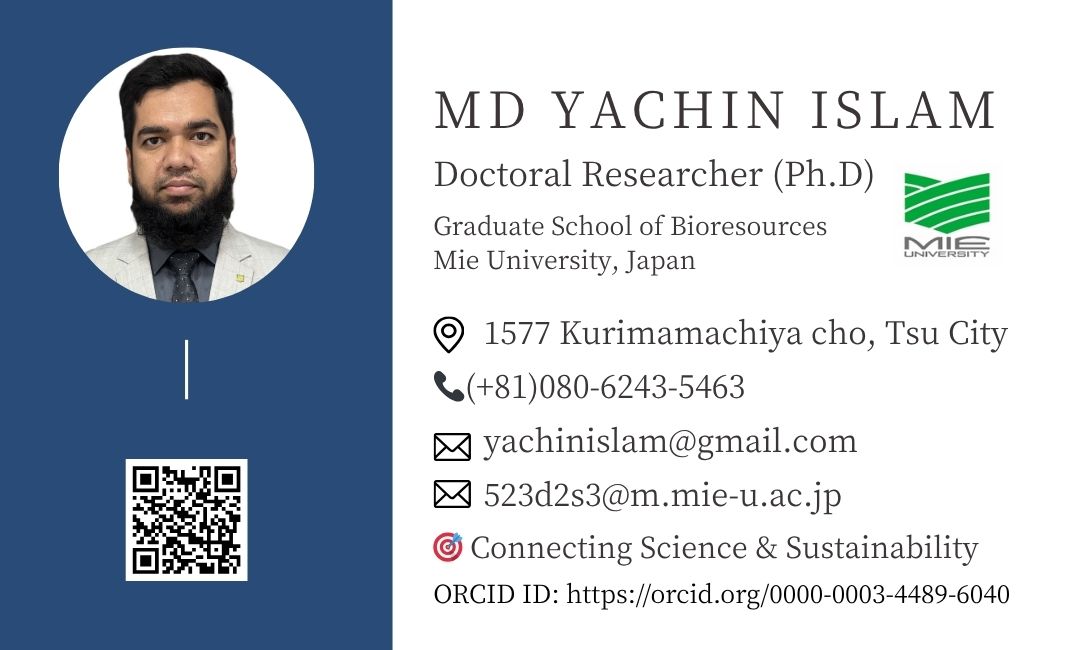 MD YACHIN ISLAM
Doctoral Researcher (Ph.D)
Graduate School of Bioresources
Mie University, Japan
MIE
UNIVERSITY
1577 Kurimamachiya cho, Tsu City
(+81)080-6243-5463
yachinislam@gmail.com
523d2s3@m.mie-u.ac.jp
Connecting Science & Sustainability
ORCID ID: https://orcid.org/0000-0003-4489-6040